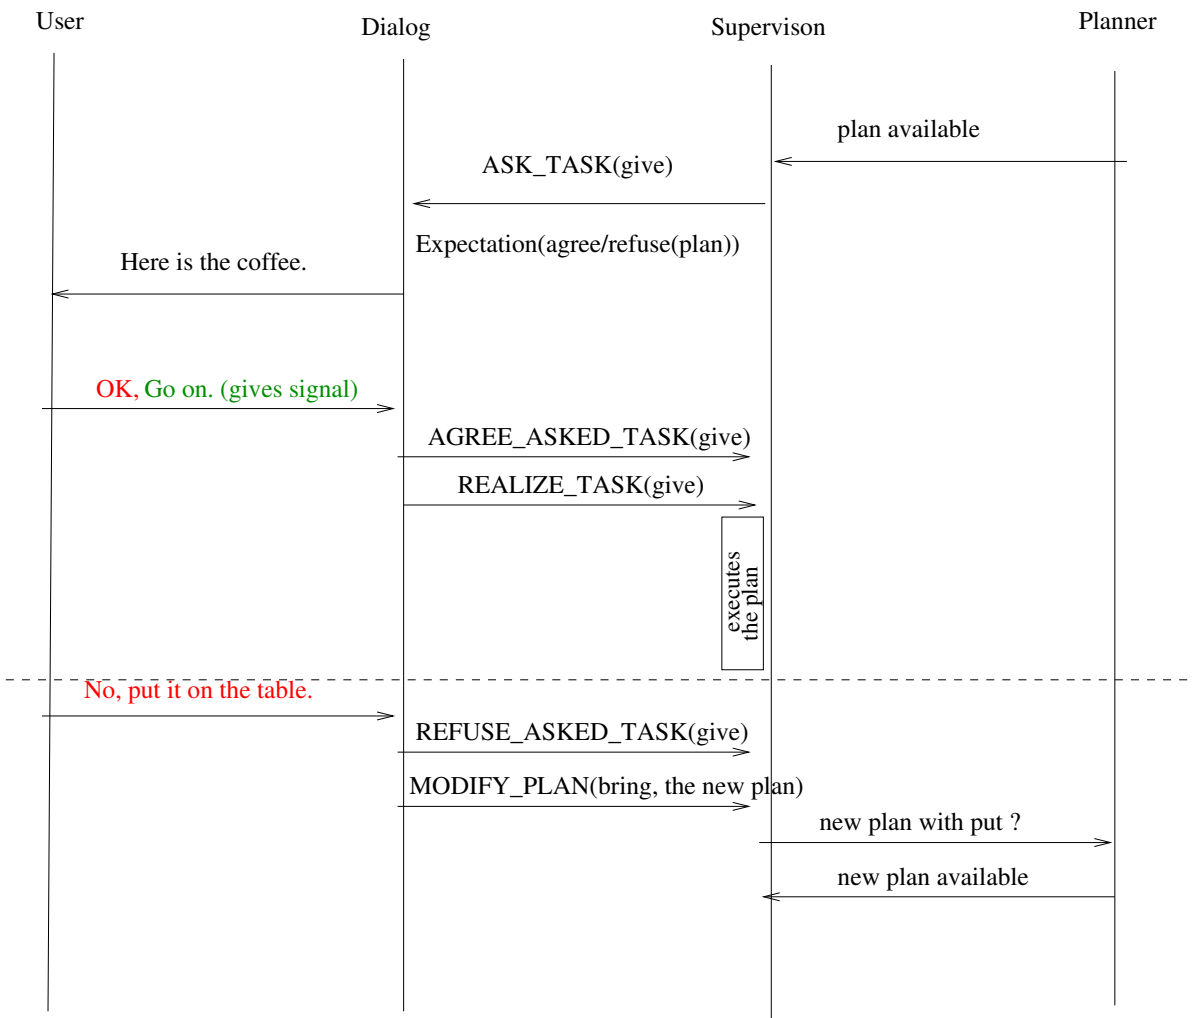 User
Dialog
Supervison
Planner
plan available
ASK_TASK(give)
Expectation(agree/refuse(plan))
Here is the coffee.
OK, Go on. (gives signal)
AGREE_ASKED_TASK(give)
REALIZE_TASK(give)
executes
the plan
No, put it on the table.
REFUSE_ASKED_TASK(give)
MODIFY_PLAN(bring, the new plan)
new plan with put ?
new plan available